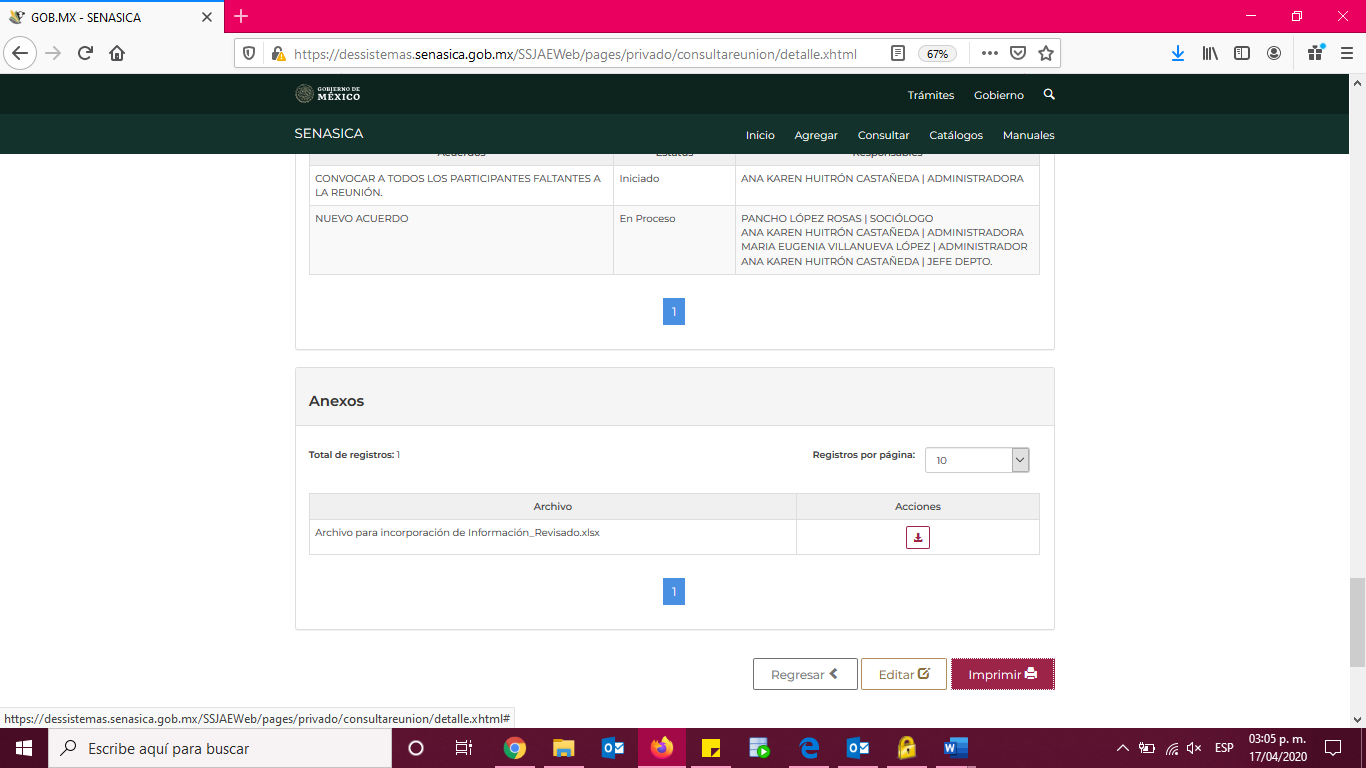 GOB.MX - SENASICA
https://dessistemas.senasica.gob.mx/SSJAEWeb/pages/privado/consultareunion/detalle.xhtml
67%
GOBIERNO DE
MÉXICO
Trámites Gobierno
SENASICA
Inicio Agregar Consultar Catálogos Manuales
Acuerdos Estatus Responsables
CONVOCAR A TODOS LOS PARTICIPANTES FALTANTES A
LA REUNIÓN.
Iniciado
ANA KAREN HUITRÓN CASTAÑEDA | ADMINISTRADORA
NUEVO ACUERDO
En Proceso
PANCHO LÓPEZ ROSAS | SOCIÓLOGO
ANA KAREN HUITRÓN CASTAÑEDA | ADMINISTRADORA
MARIA EUGENIA VILLANUEVA LÓPEZ | ADMINISTRADOR
ANA KAREN HUITRÓN CASTAÑEDA | JEFE DEPTO.
1
Anexos
Total de registros: 1
Registros por página: 10
Archivo Acciones
Archivo para incorporación de Información_Revisado.xlsx
1
Regresar Editar Imprimir
https://dessistemas.senasica.gob.mx/SSJAEWeb/pages/privado/consultareunion/detalle.xhtml#
Escribe aquí para buscar
ESP
03:05 p. m.
17/04/2020